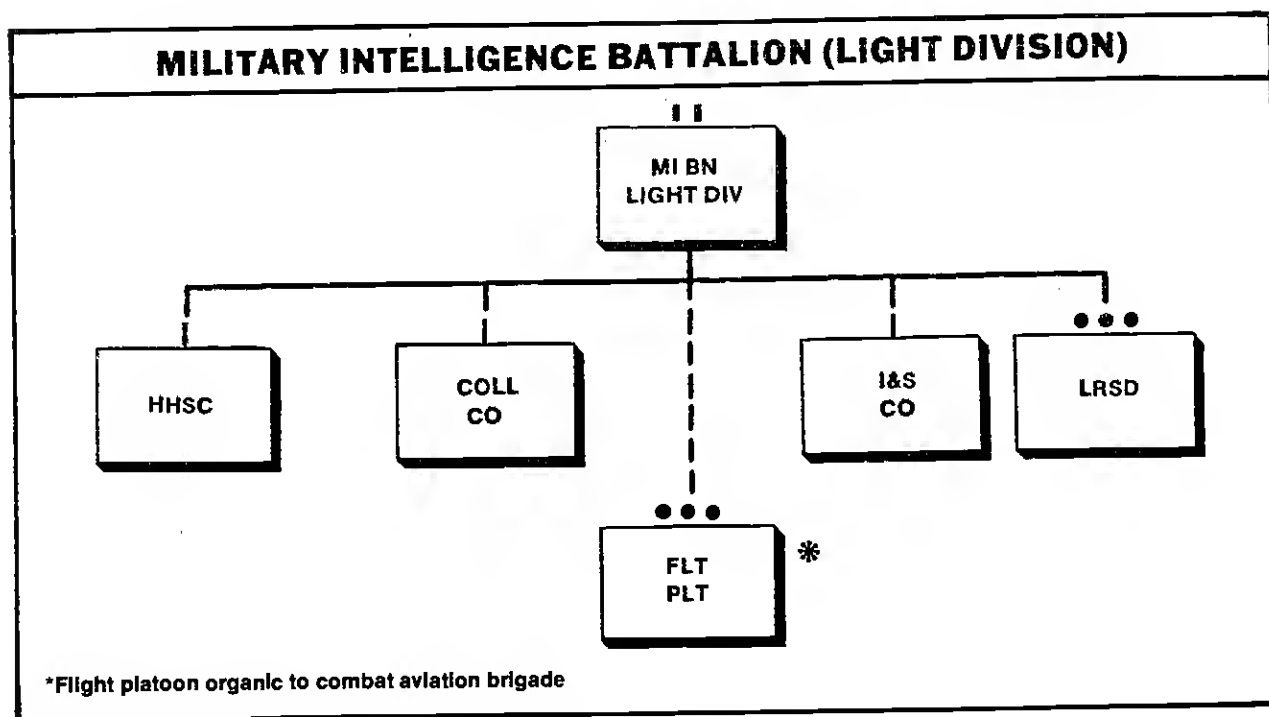 MILITARY INTELLIGENCE BATTALION (LIGHT DIVISION)
MI BN
LIGHT DIV
HHSC
COLL
CO
I&S
CO
LRSD
FLT
PLT
*
*Flight platoon organic to combat aviation brigade